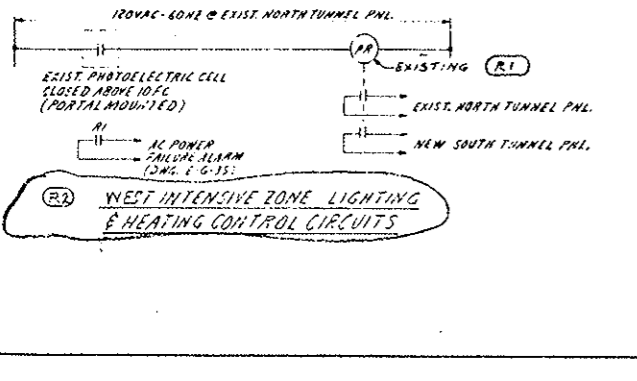 120VAC-60HZ @ EXIST. NORTH TUNNEL PNL.
PR
EXISTING R1
EXIST. PHOTOELECTRIC CELL
CLOSED ABOVE 10FC
(PORTAL MOUNTED)
EXIST. NORTH TUNNEL PNL.
R1
AC POWER
FAILURE ALARM
(DWG. E-G-35)
NEW SOUTH TUNNEL PNL.
R2 WEST INTENSIVE ZONE LIGHTING
& HEATING CONTROL CIRCUITS